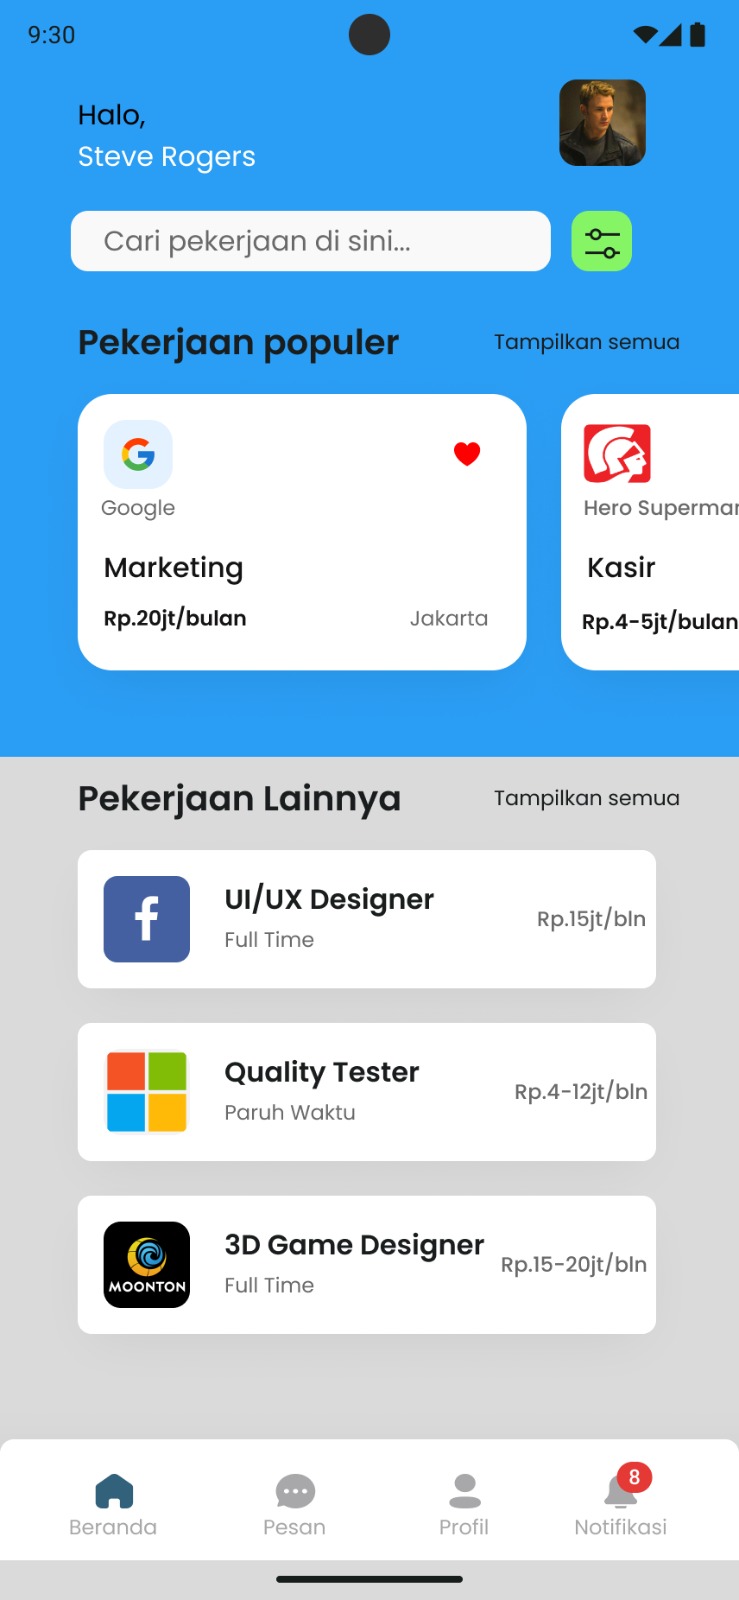 9:30
Halo,
Steve Rogers
Cari pekerjaan di sini...
Pekerjaan populer
Tampilkan semua
Google
Marketing
Rp.20jt/bulan
Jakarta
Hero Supermar
Kasir
Rp.4-5jt/bulan
Pekerjaan Lainnya
Tampilkan semua
UI/UX Designer
Full Time
Rp.15jt/bln
Quality Tester
Paruh Waktu
Rp.4-12jt/bln
MOONTON
3D Game Designer
Full Time
Rp.15-20jt/bln
8
Beranda
Pesan
Profil
Notifikasi